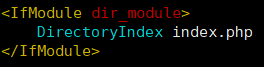 <IfModule dir_module>
    DirectoryIndex index.php
</IfModule>